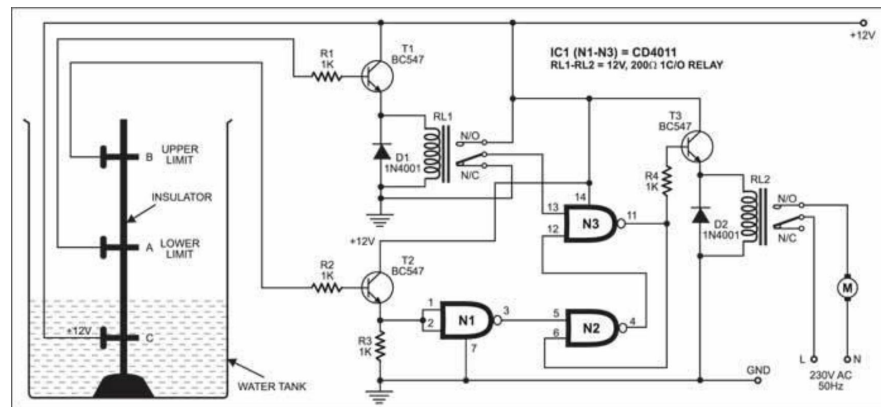 +12V
IC1 (N1-N3) = CD4011
RL1-RL2 = 12V, 200Ω 1C/O RELAY
T1
BC547
R1
1K
RL1
N/O
N/C
D1
1N4001
T3
BC547
R4
1K
RL2
N/O
N/C
D2
1N4001
B
UPPER
LIMIT
INSULATOR
A
LOWER
LIMIT
+12V
C
WATER TANK
+12V
R2
1K
T2
BC547
R3
1K
1
2
N1
3
7
5
6
N2
4
13
12
14
N3
11
GND
M
L
N
230V AC
50Hz